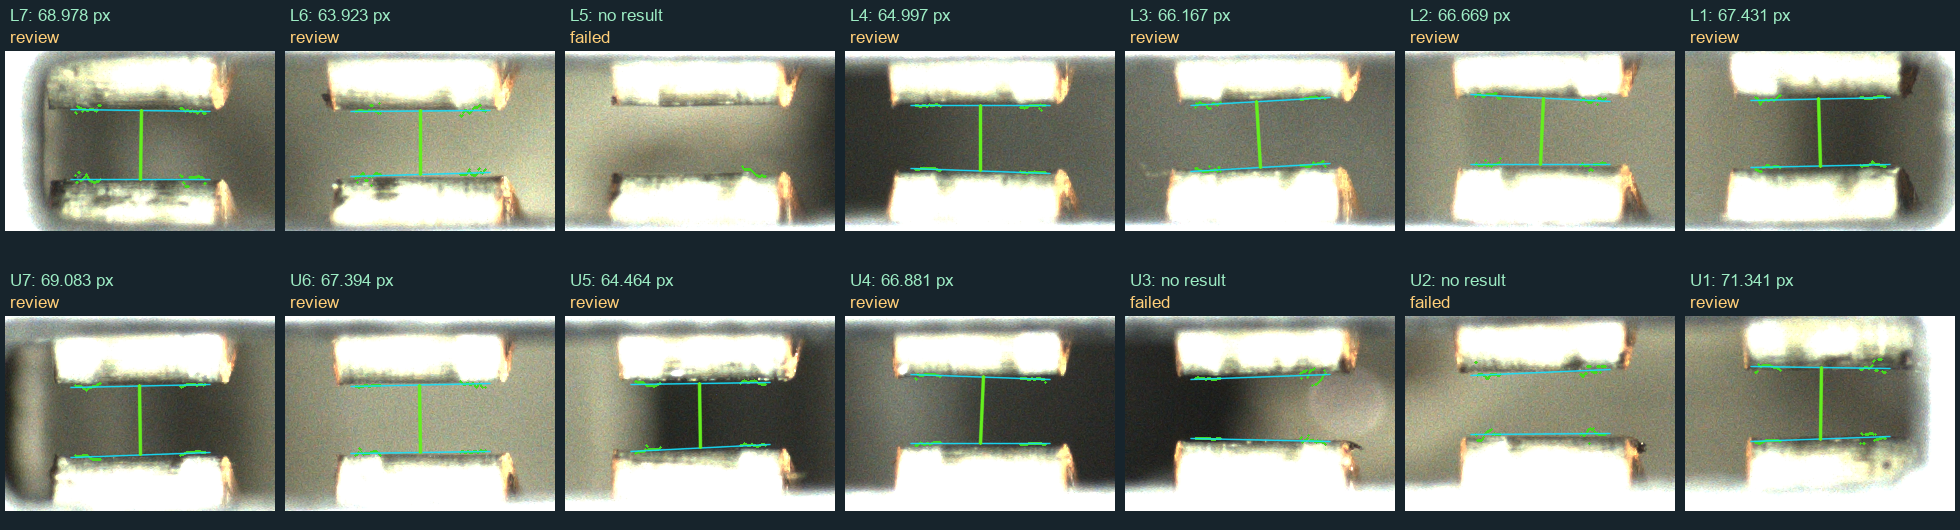 L7: 68.978 px
review
L6: 63.923 px
review
L5: no result
failed
L4: 64.997 px
review
L3: 66.167 px
review
L2: 66.669 px
review
L1: 67.431 px
review
U7: 69.083 px
review
U6: 67.394 px
review
U5: 64.464 px
review
U4: 66.881 px
review
U3: no result
failed
U2: no result
failed
U1: 71.341 px
review